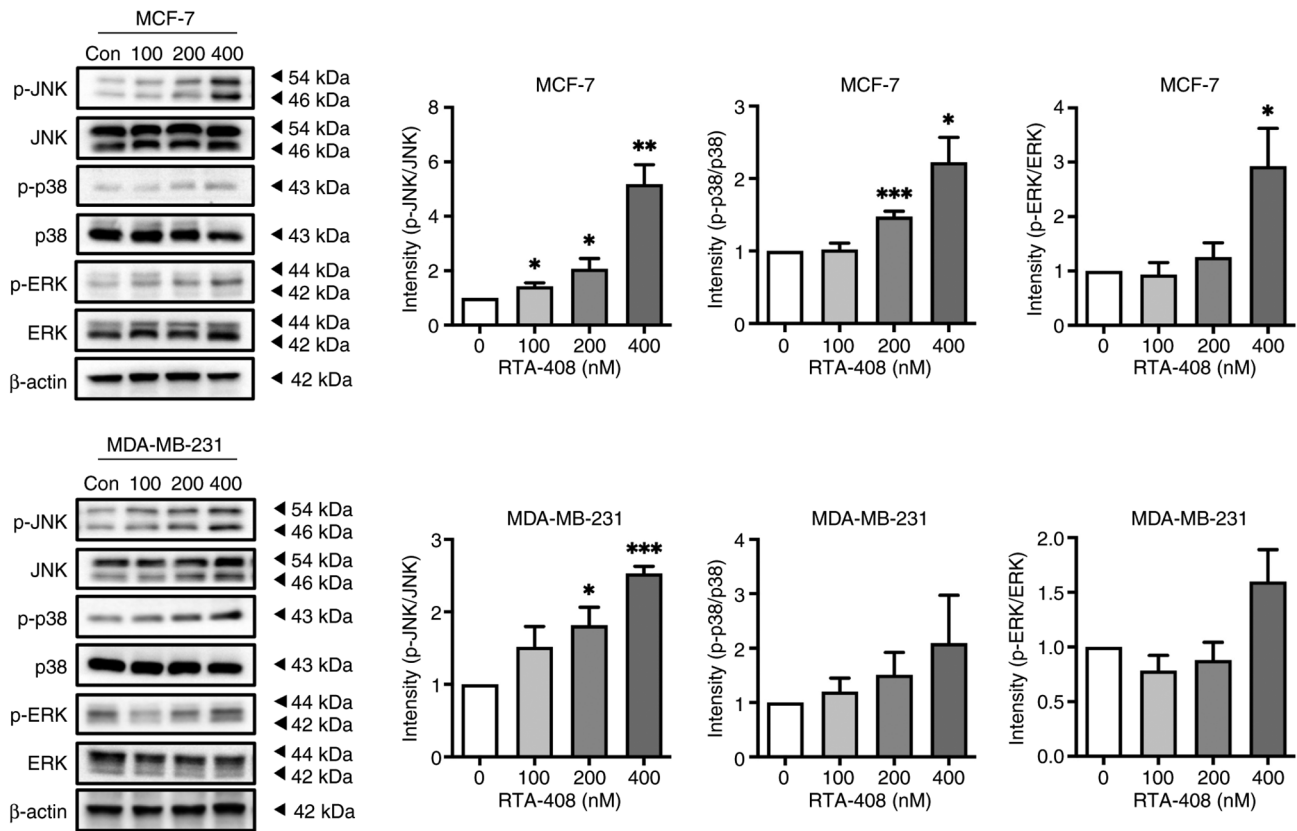 MCF-7
Con 100 200 400
p-JNK ◄ 54 kDa
◄ 46 kDa
JNK ◄ 54 kDa
◄ 46 kDa
p-p38 ◄ 43 kDa
p38 ◄ 43 kDa
p-ERK ◄ 44 kDa
◄ 42 kDa
ERK ◄ 44 kDa
◄ 42 kDa
β-actin ◄ 42 kDa
MCF-7
Intensity (p-JNK/JNK)
8
6
4
2
0
* * **
0 100 200 400
RTA-408 (nM)
MCF-7
Intensity (p-p38/p38)
3
2
1
0
*** *
0 100 200 400
RTA-408 (nM)
MCF-7
Intensity (p-ERK/ERK)
4
3
2
1
0
*
0 100 200 400
RTA-408 (nM)
MDA-MB-231
Con 100 200 400
p-JNK ◄ 54 kDa
◄ 46 kDa
JNK ◄ 54 kDa
◄ 46 kDa
p-p38 ◄ 43 kDa
p38 ◄ 43 kDa
p-ERK ◄ 44 kDa
◄ 42 kDa
ERK ◄ 44 kDa
◄ 42 kDa
β-actin ◄ 42 kDa
MDA-MB-231
Intensity (p-JNK/JNK)
3
2
1
0
* ***
0 100 200 400
RTA-408 (nM)
MDA-MB-231
Intensity (p-p38/p38)
4
3
2
1
0
0 100 200 400
RTA-408 (nM)
MDA-MB-231
Intensity (p-ERK/ERK)
2.0
1.5
1.0
0.5
0.0
0 100 200 400
RTA-408 (nM)